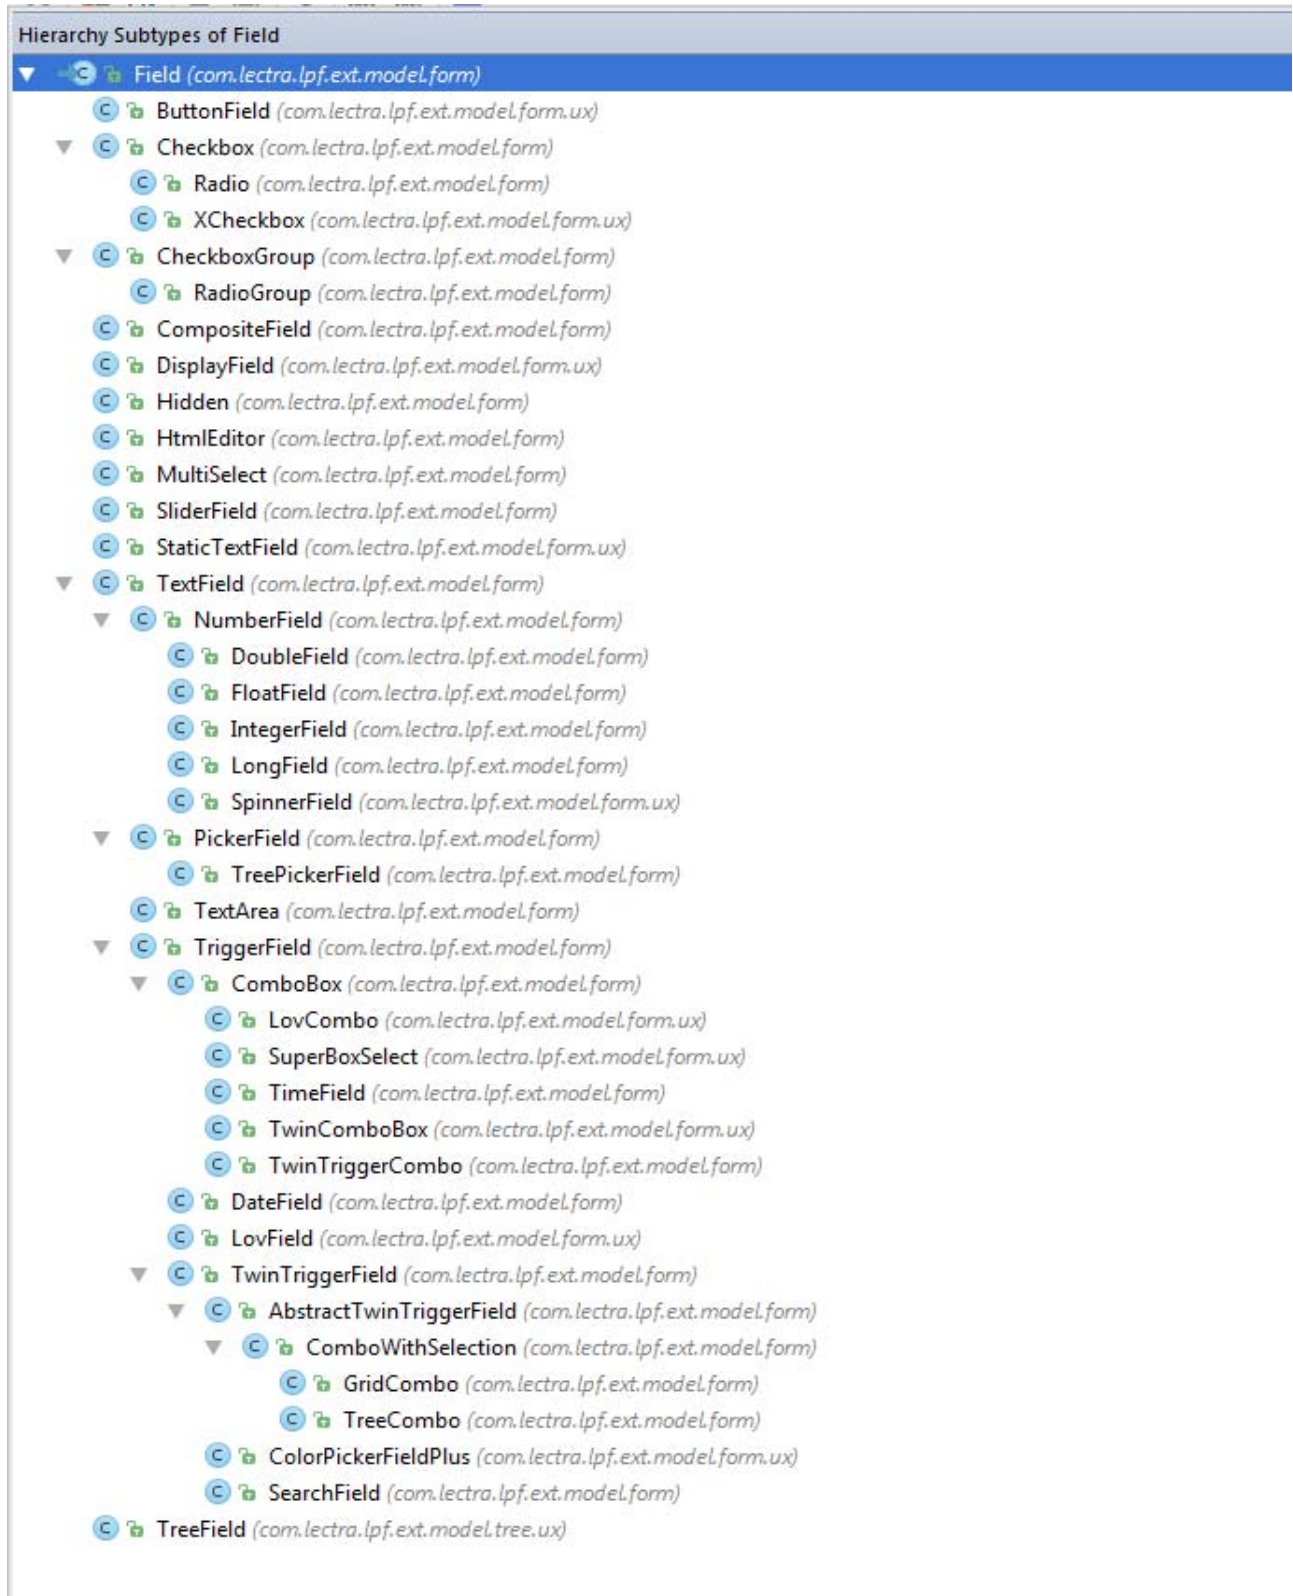 Hierarchy Subtypes of Field
Field (com.lectra.lpf.ext.model.form)
ButtonField (com.lectra.lpf.ext.model.form.ux)
Checkbox (com.lectra.lpf.ext.model.form)
Radio (com.lectra.lpf.ext.model.form)
XCheckbox (com.lectra.lpf.ext.model.form.ux)
CheckboxGroup (com.lectra.lpf.ext.model.form)
RadioGroup (com.lectra.lpf.ext.model.form)
CompositeField (com.lectra.lpf.ext.model.form)
DisplayField (com.lectra.lpf.ext.model.form.ux)
Hidden (com.lectra.lpf.ext.model.form)
HtmlEditor (com.lectra.lpf.ext.model.form)
MultiSelect (com.lectra.lpf.ext.model.form)
SliderField (com.lectra.lpf.ext.model.form)
StaticTextField (com.lectra.lpf.ext.model.form.ux)
TextField (com.lectra.lpf.ext.model.form)
NumberField (com.lectra.lpf.ext.model.form)
DoubleField (com.lectra.lpf.ext.model.form)
FloatField (com.lectra.lpf.ext.model.form)
IntegerField (com.lectra.lpf.ext.model.form)
LongField (com.lectra.lpf.ext.model.form)
SpinnerField (com.lectra.lpf.ext.model.form.ux)
PickerField (com.lectra.lpf.ext.model.form)
TreePickerField (com.lectra.lpf.ext.model.form)
TextArea (com.lectra.lpf.ext.model.form)
TriggerField (com.lectra.lpf.ext.model.form)
ComboBox (com.lectra.lpf.ext.model.form)
LovCombo (com.lectra.lpf.ext.model.form.ux)
SuperBoxSelect (com.lectra.lpf.ext.model.form.ux)
TimeField (com.lectra.lpf.ext.model.form)
TwinComboBox (com.lectra.lpf.ext.model.form.ux)
TwinTriggerCombo (com.lectra.lpf.ext.model.form)
DateField (com.lectra.lpf.ext.model.form)
LovField (com.lectra.lpf.ext.model.form.ux)
TwinTriggerField (com.lectra.lpf.ext.model.form)
AbstractTwinTriggerField (com.lectra.lpf.ext.model.form)
ComboWithSelection (com.lectra.lpf.ext.model.form)
GridCombo (com.lectra.lpf.ext.model.form)
TreeCombo (com.lectra.lpf.ext.model.form)
ColorPickerFieldPlus (com.lectra.lpf.ext.model.form.ux)
SearchField (com.lectra.lpf.ext.model.form)
TreeField (com.lectra.lpf.ext.model.tree.ux)